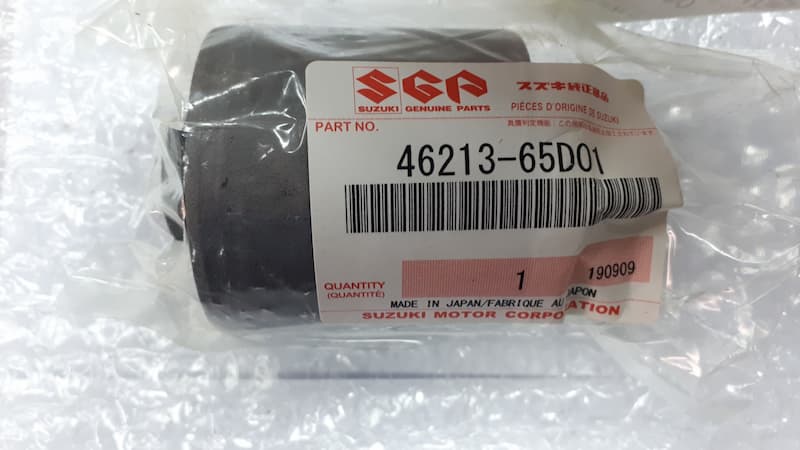 SGP
スズキ純正部品
SUZUKI GENUINE PARTS
PIÈCES D'ORIGINE DE SUZUKI
PART NO.
46213-65D01
QUANTITY
(QUANTITÉ)
1
190909
MADE IN JAPAN/FABRIQUE AU JAPON
SUZUKI MOTOR CORPORATION